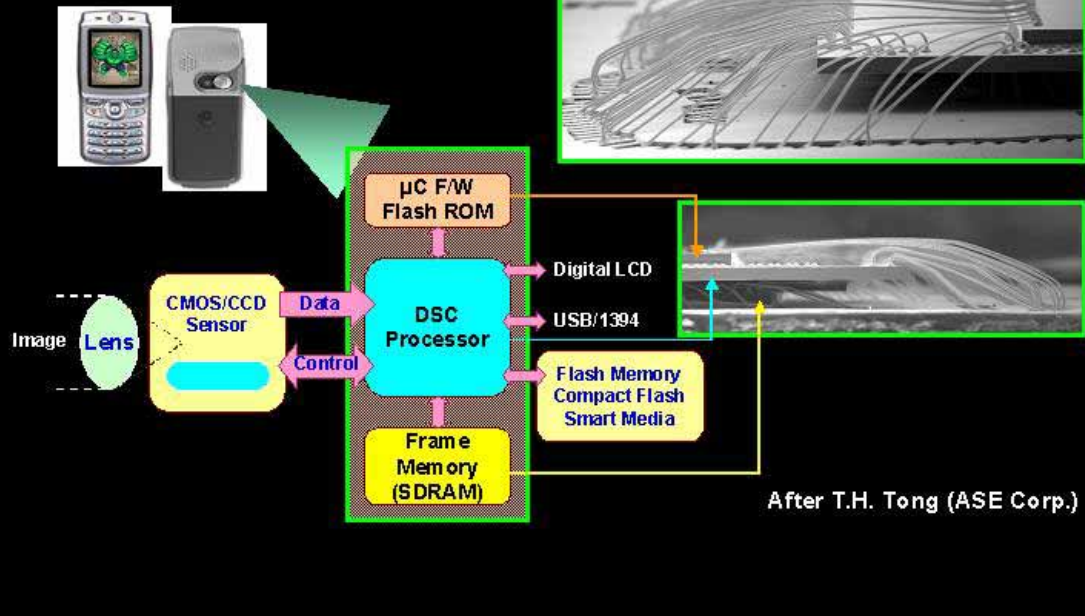 µC F/W
Flash ROM
Digital LCD
CMOS/CCD
Sensor
Data
DSC
Processor
USB/1394
Image
Lens
Control
Flash Memory
Compact Flash
Smart Media
Frame
Memory
(SDRAM)
After T.H. Tong (ASE Corp.)